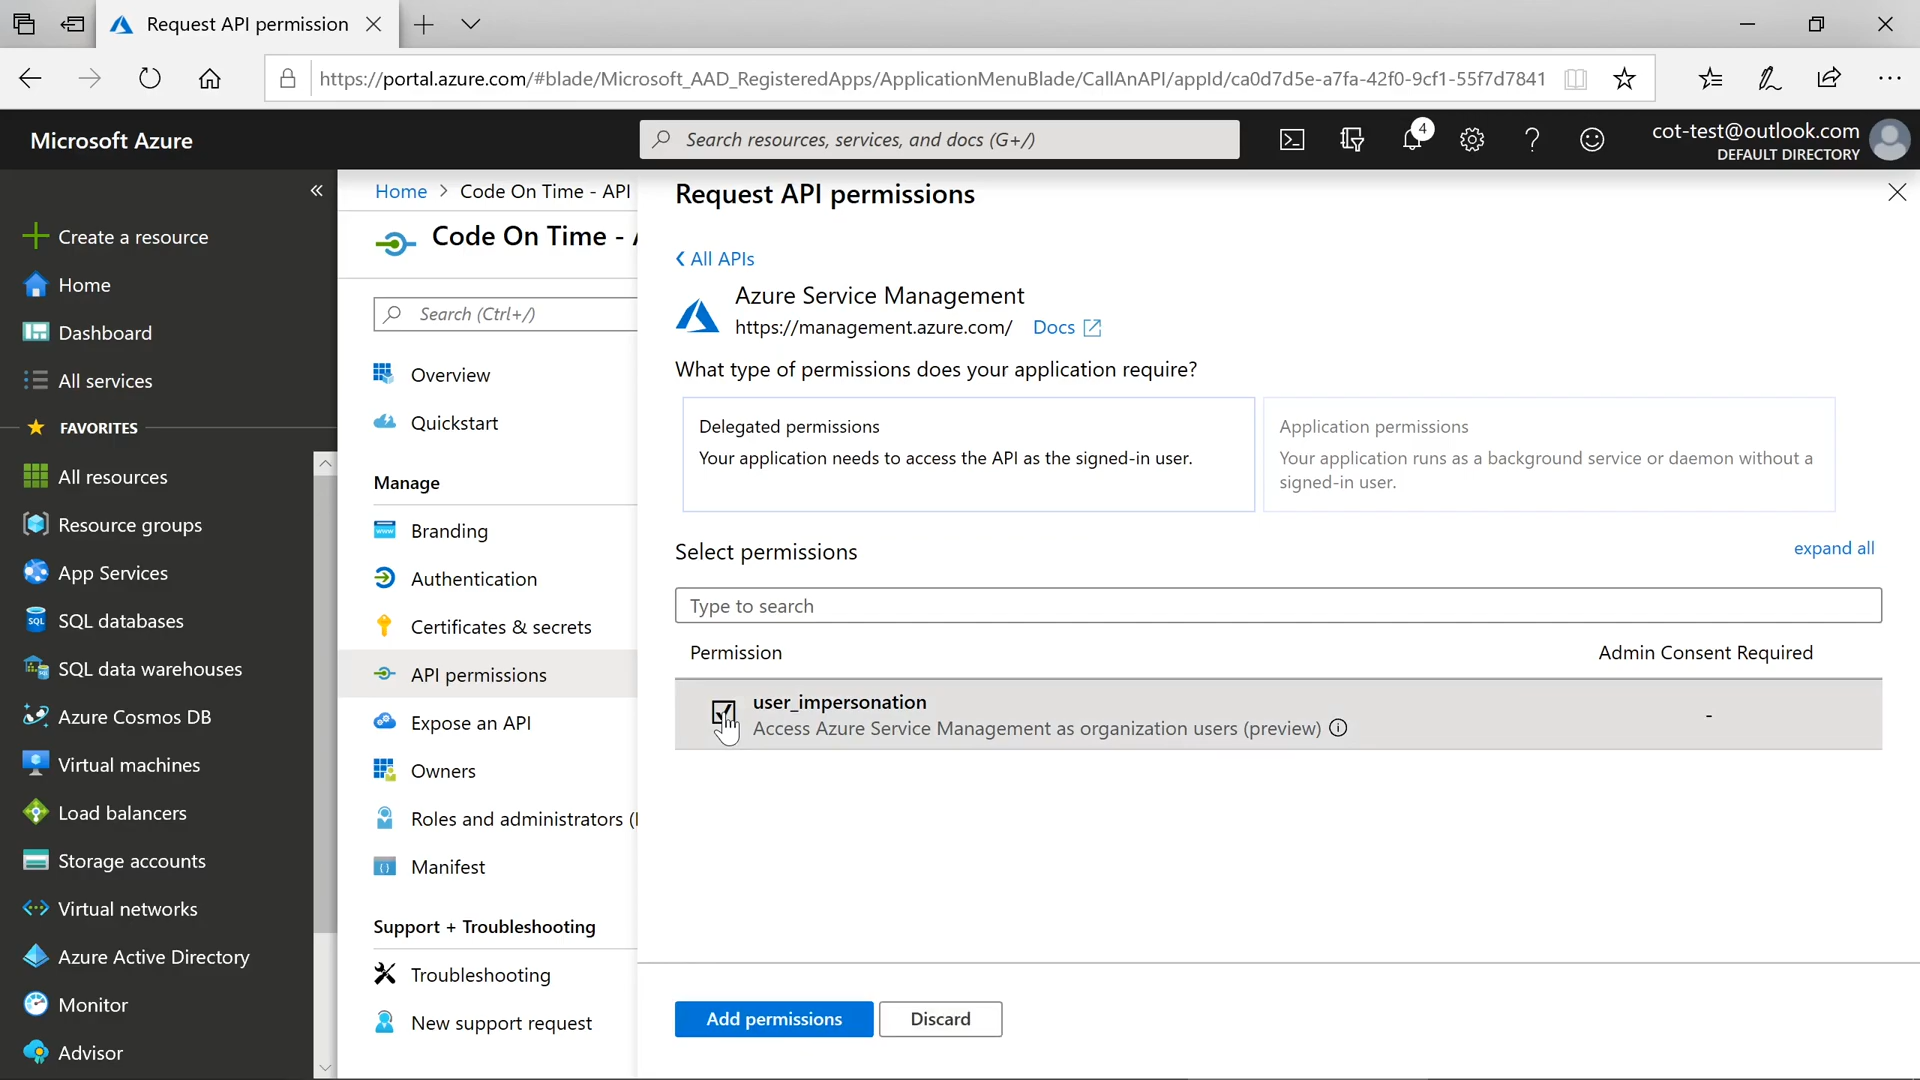 Request API permission
https://portal.azure.com/#blade/Microsoft_AAD_RegisteredApps/ApplicationMenuBlade/CallAnAPI/appId/ca0d7d5e-a7fa-42f0-9cf1-55f7d7841
Microsoft Azure
Search resources, services, and docs (G+/)
4
cot-test@outlook.com
DEFAULT DIRECTORY
Create a resource
Home
Dashboard
All services
FAVORITES
All resources
Resource groups
App Services
SQL databases
SQL data warehouses
Azure Cosmos DB
Virtual machines
Load balancers
Storage accounts
Virtual networks
Azure Active Directory
Monitor
Advisor
Home > Code On Time - API
Code On Time - A
Search (Ctrl+/)
Overview
Quickstart
Manage
Branding
Authentication
Certificates & secrets
API permissions
Expose an API
Owners
Roles and administrators (
Manifest
Support + Troubleshooting
Troubleshooting
New support request
Request API permissions
All APIs
Azure Service Management
https://management.azure.com/ Docs
What type of permissions does your application require?
Delegated permissions
Your application needs to access the API as the signed-in user.
Application permissions
Your application runs as a background service or daemon without a
signed-in user.
Select permissions
expand all
Type to search
Permission
Admin Consent Required
user_impersonation
Access Azure Service Management as organization users (preview)
-
Add permissions
Discard